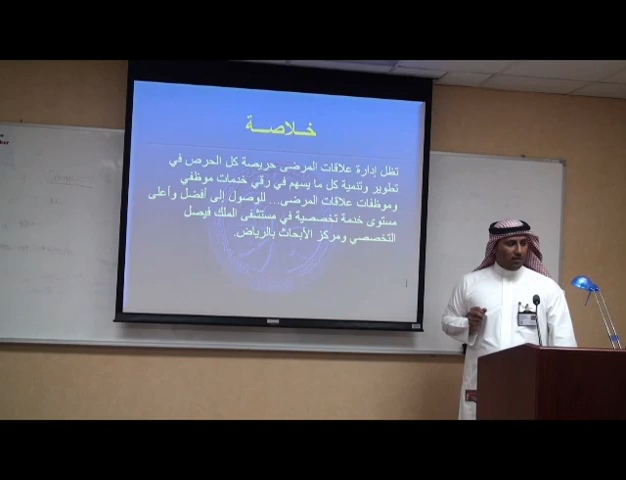 خـلاصـــة
تظل إدارة علاقات المرضى حريصة كل الحرص في
تطوير وتنمية كل ما يسهم في رقي خدمات موظفي
وموظفات علاقات المرضى... للوصول إلى أفضل وأعلى
مستوى خدمة تخصصية في مستشفى الملك فيصل
التخصصي ومركز الأبحاث بالرياض.